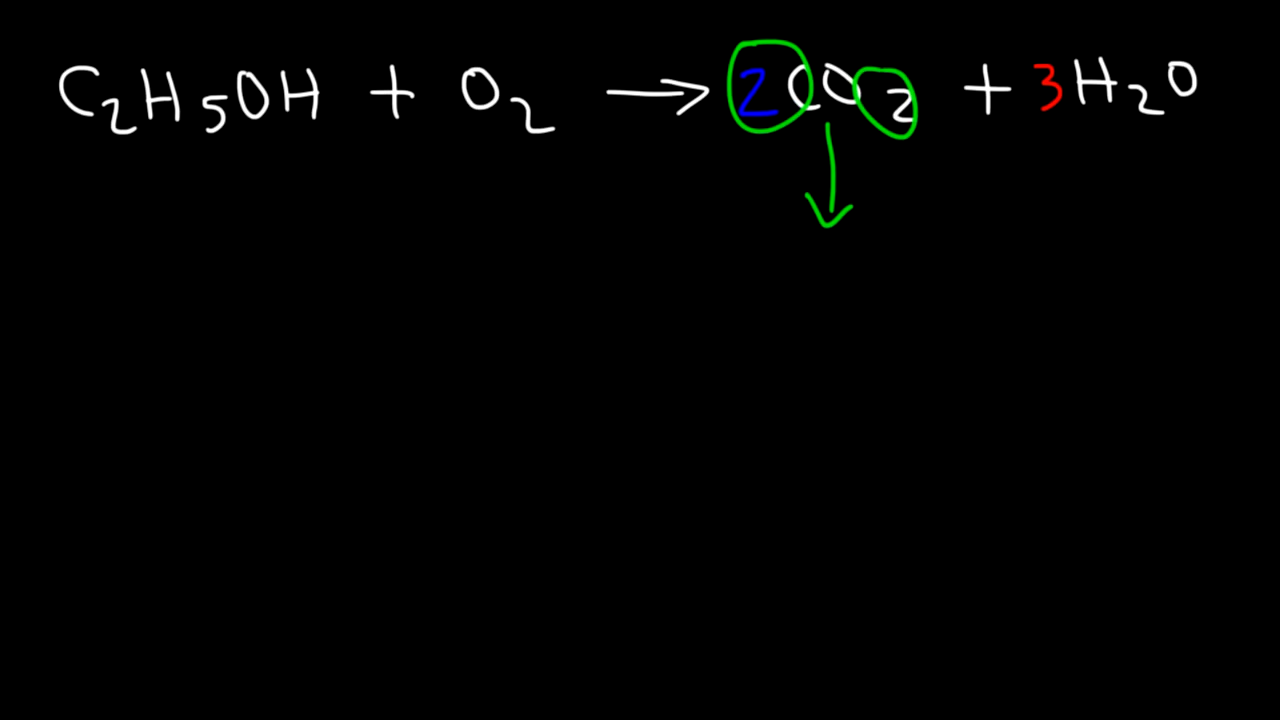 C₂H₅OH + O₂ → 2CO₂ + 3H₂O